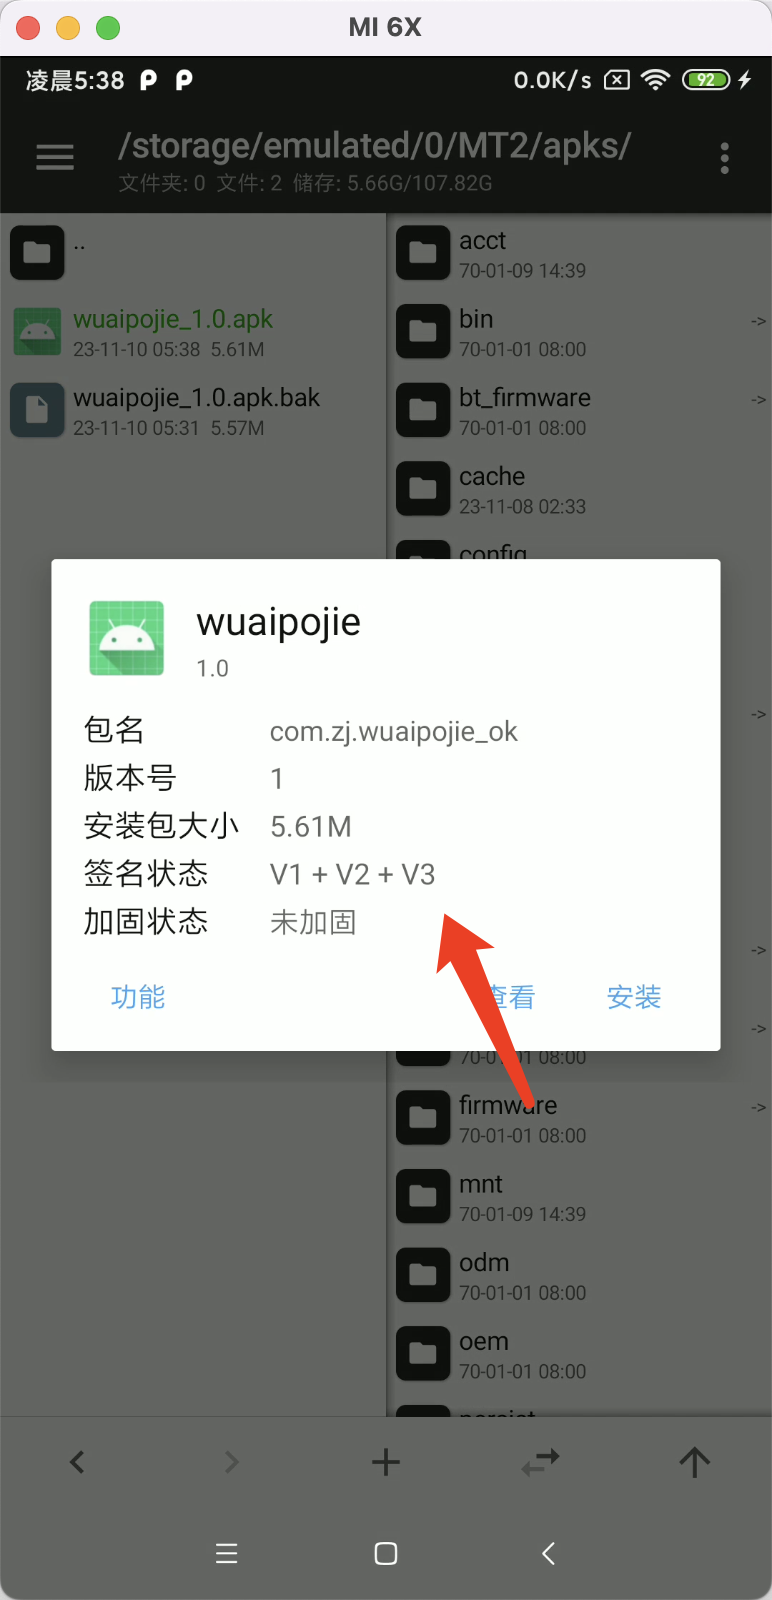 MI 6X
凌晨5:38
0.0K/s
92
/storage/emulated/0/MT2/apks/
文件夹: 0 文件: 2 储存: 5.66G/107.82G
..
wuaipojie_1.0.apk
23-11-10 05:38 5.61M
wuaipojie_1.0.apk.bak
23-11-10 05:31 5.57M
acct
70-01-09 14:39
bin
->
70-01-01 08:00
bt_firmware
->
70-01-01 08:00
cache
23-11-08 02:33
config
wuaipojie
1.0
包名 com.zj.wuaipojie_ok
版本号 1
安装包大小 5.61M
签名状态 V1 + V2 + V3
加固状态 未加固
功能 查看 安装
->
->
->
70-01-01 08:00
firmware
->
70-01-01 08:00
mnt
70-01-09 14:39
odm
70-01-01 08:00
oem
70-01-01 08:00
persist